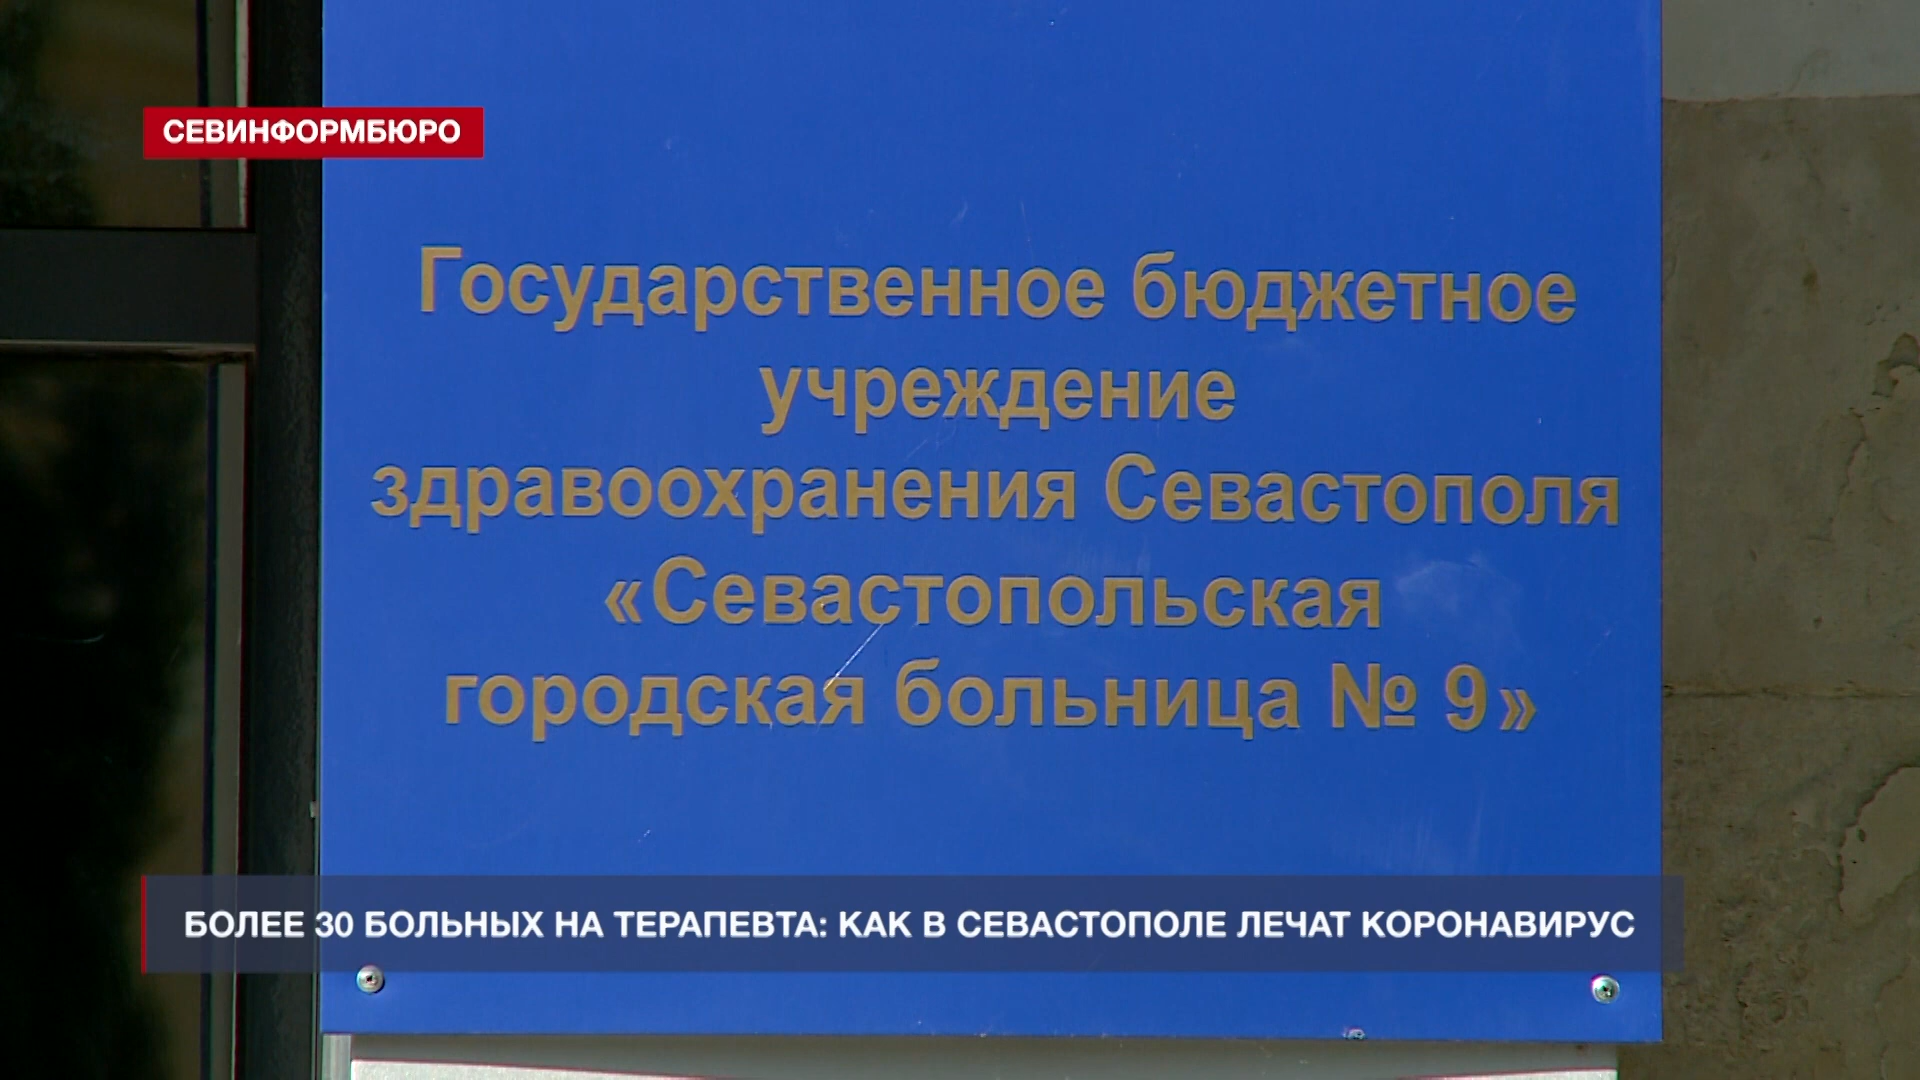 СЕВИНФОРМБЮРО
Государственное бюджетное
учреждение
здравоохранения Севастополя
«Севастопольская
городская больница № 9»
БОЛЕЕ 30 БОЛЬНЫХ НА ТЕРАПЕВТА: КАК В СЕВАСТОПОЛЕ ЛЕЧАТ КОРОНАВИРУС